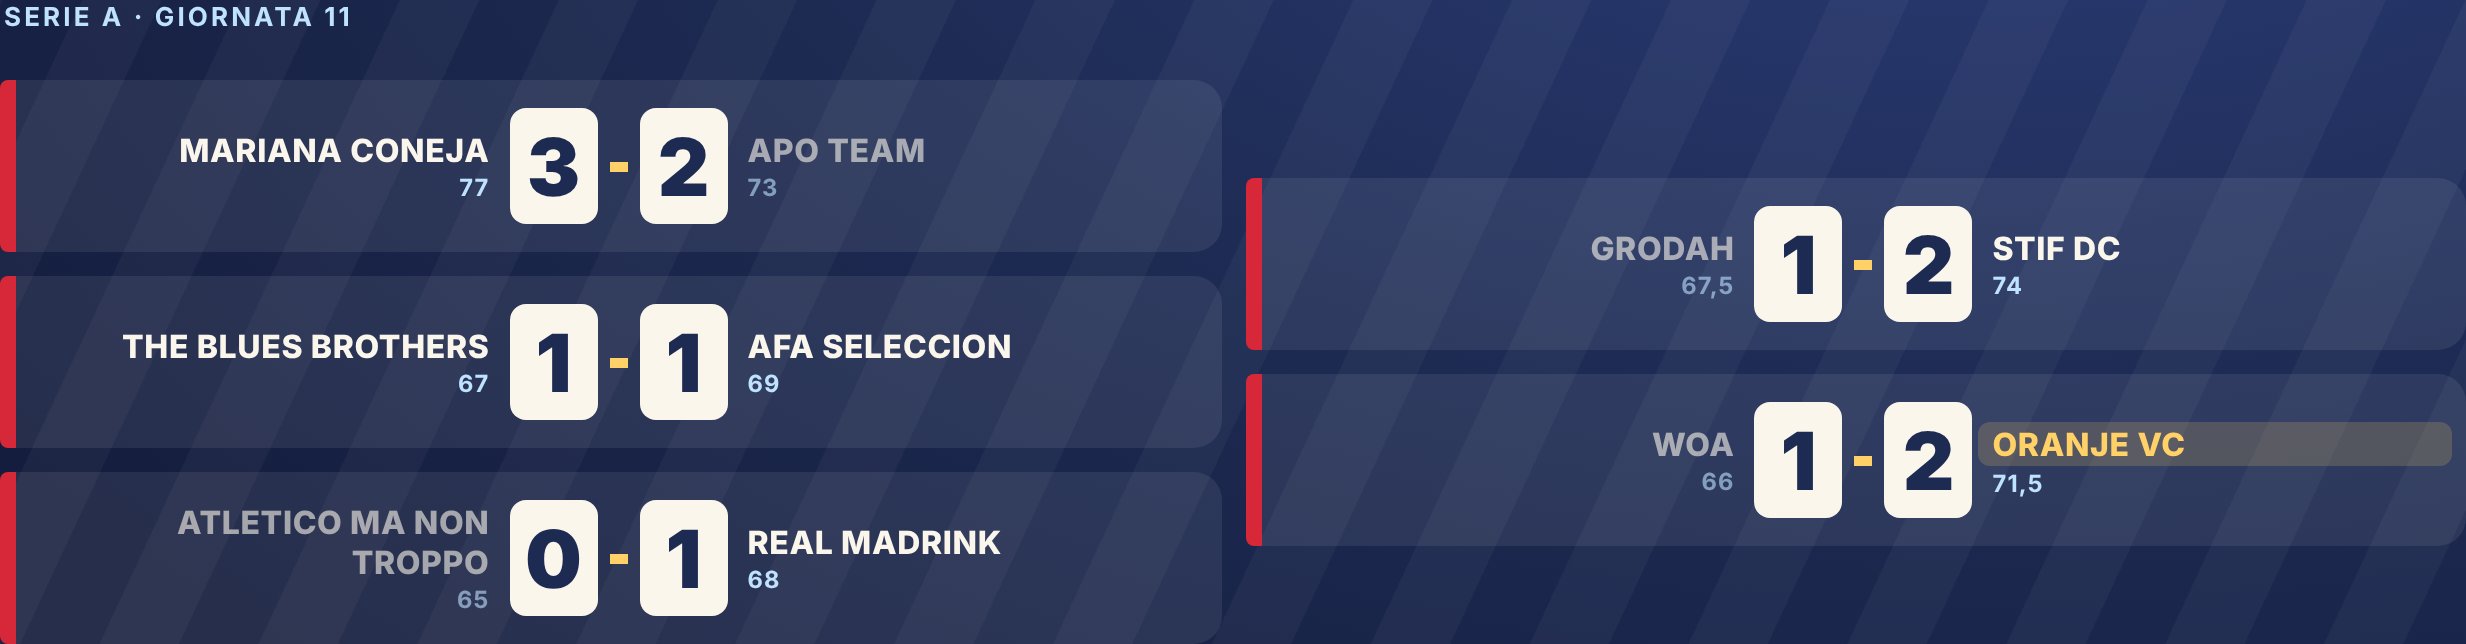 SERIE A · GIORNATA 11
MARIANA CONEJA
77
3 - 2
APO TEAM
73
THE BLUES BROTHERS
67
1 - 1
AFA SELECCION
69
ATLETICO MA NON
TROPPO
65
0 - 1
REAL MADRINK
68
GRODAH
67,5
1 - 2
STIF DC
74
WOA
66
1 - 2
ORANJE VC
71,5